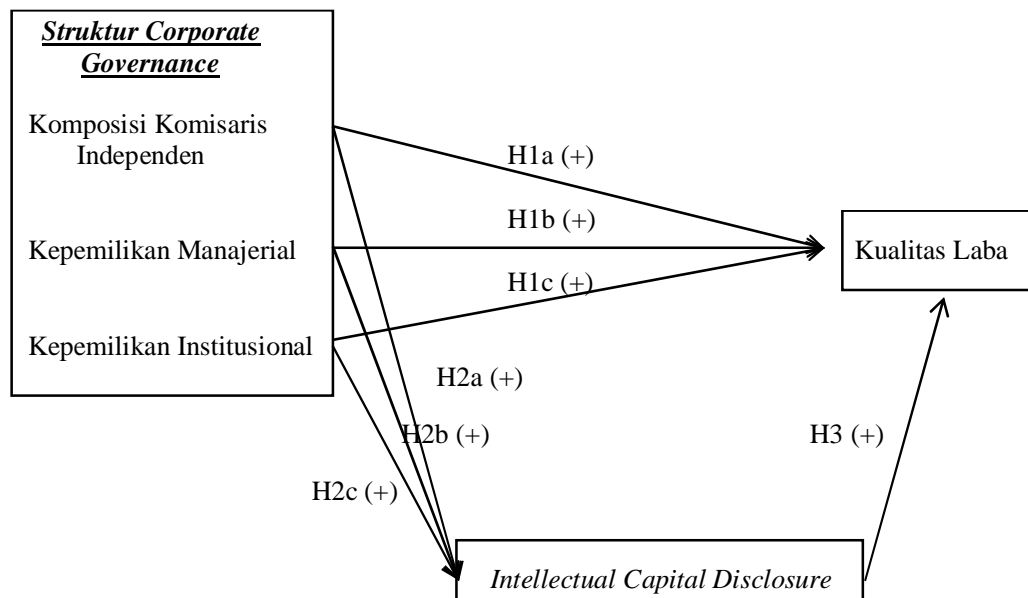 Struktur Corporate
Governance
Komposisi Komisaris
Independen
Kepemilikan Manajerial
Kepemilikan Institusional
H1a (+)
H1b (+)
H1c (+)
Kualitas Laba
H2a (+)
H2b (+)
H2c (+)
H3 (+)
Intellectual Capital Disclosure